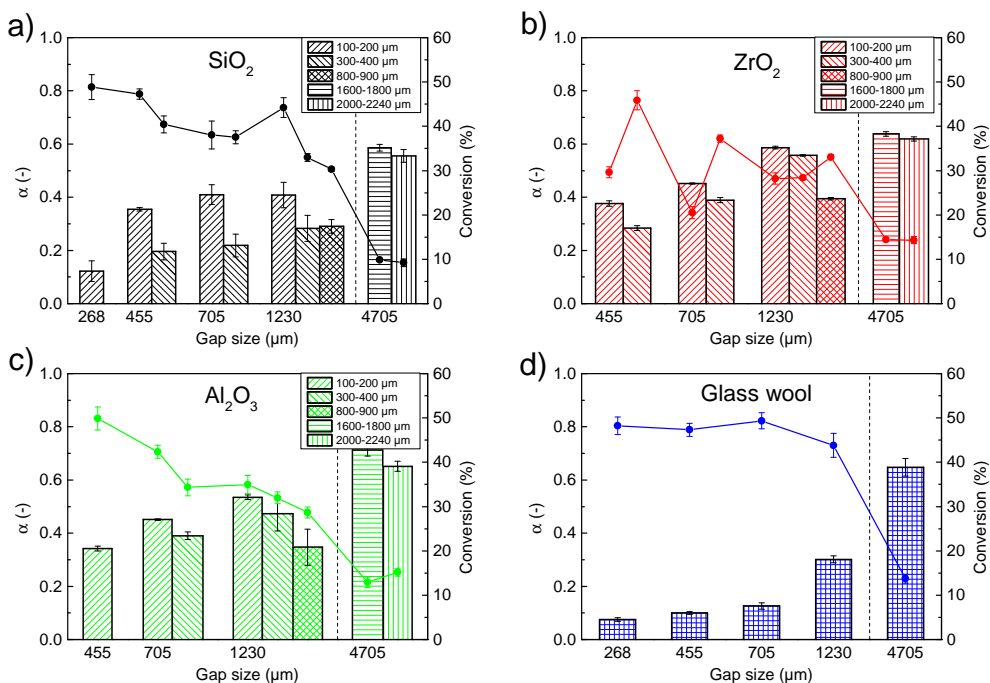 a)
SiO₂
1.0
0.8
0.6
0.4
0.2
0.0
α (-)
60
50
40
30
20
10
0
Conversion (%)
100-200 µm
300-400 µm
800-900 µm
1600-1800 µm
2000-2240 µm
268 455 705 1230 4705
Gap size (µm)
b)
ZrO₂
1.0
0.8
0.6
0.4
0.2
0.0
α (-)
60
50
40
30
20
10
0
Conversion (%)
100-200 µm
300-400 µm
800-900 µm
1600-1800 µm
2000-2240 µm
455 705 1230 4705
Gap size (µm)
c)
Al₂O₃
1.0
0.8
0.6
0.4
0.2
0.0
α (-)
60
50
40
30
20
10
0
Conversion (%)
100-200 µm
300-400 µm
800-900 µm
1600-1800 µm
2000-2240 µm
455 705 1230 4705
Gap size (µm)
d)
Glass wool
1.0
0.8
0.6
0.4
0.2
0.0
α (-)
60
50
40
30
20
10
0
Conversion (%)
268 455 705 1230 4705
Gap size (µm)